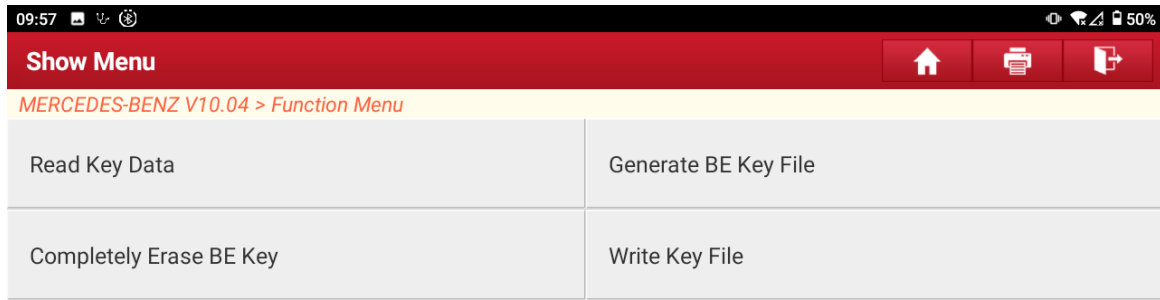 09:57 50%
Show Menu
MERCEDES-BENZ V10.04 > Function Menu
Read Key Data Generate BE Key File
Completely Erase BE Key Write Key File